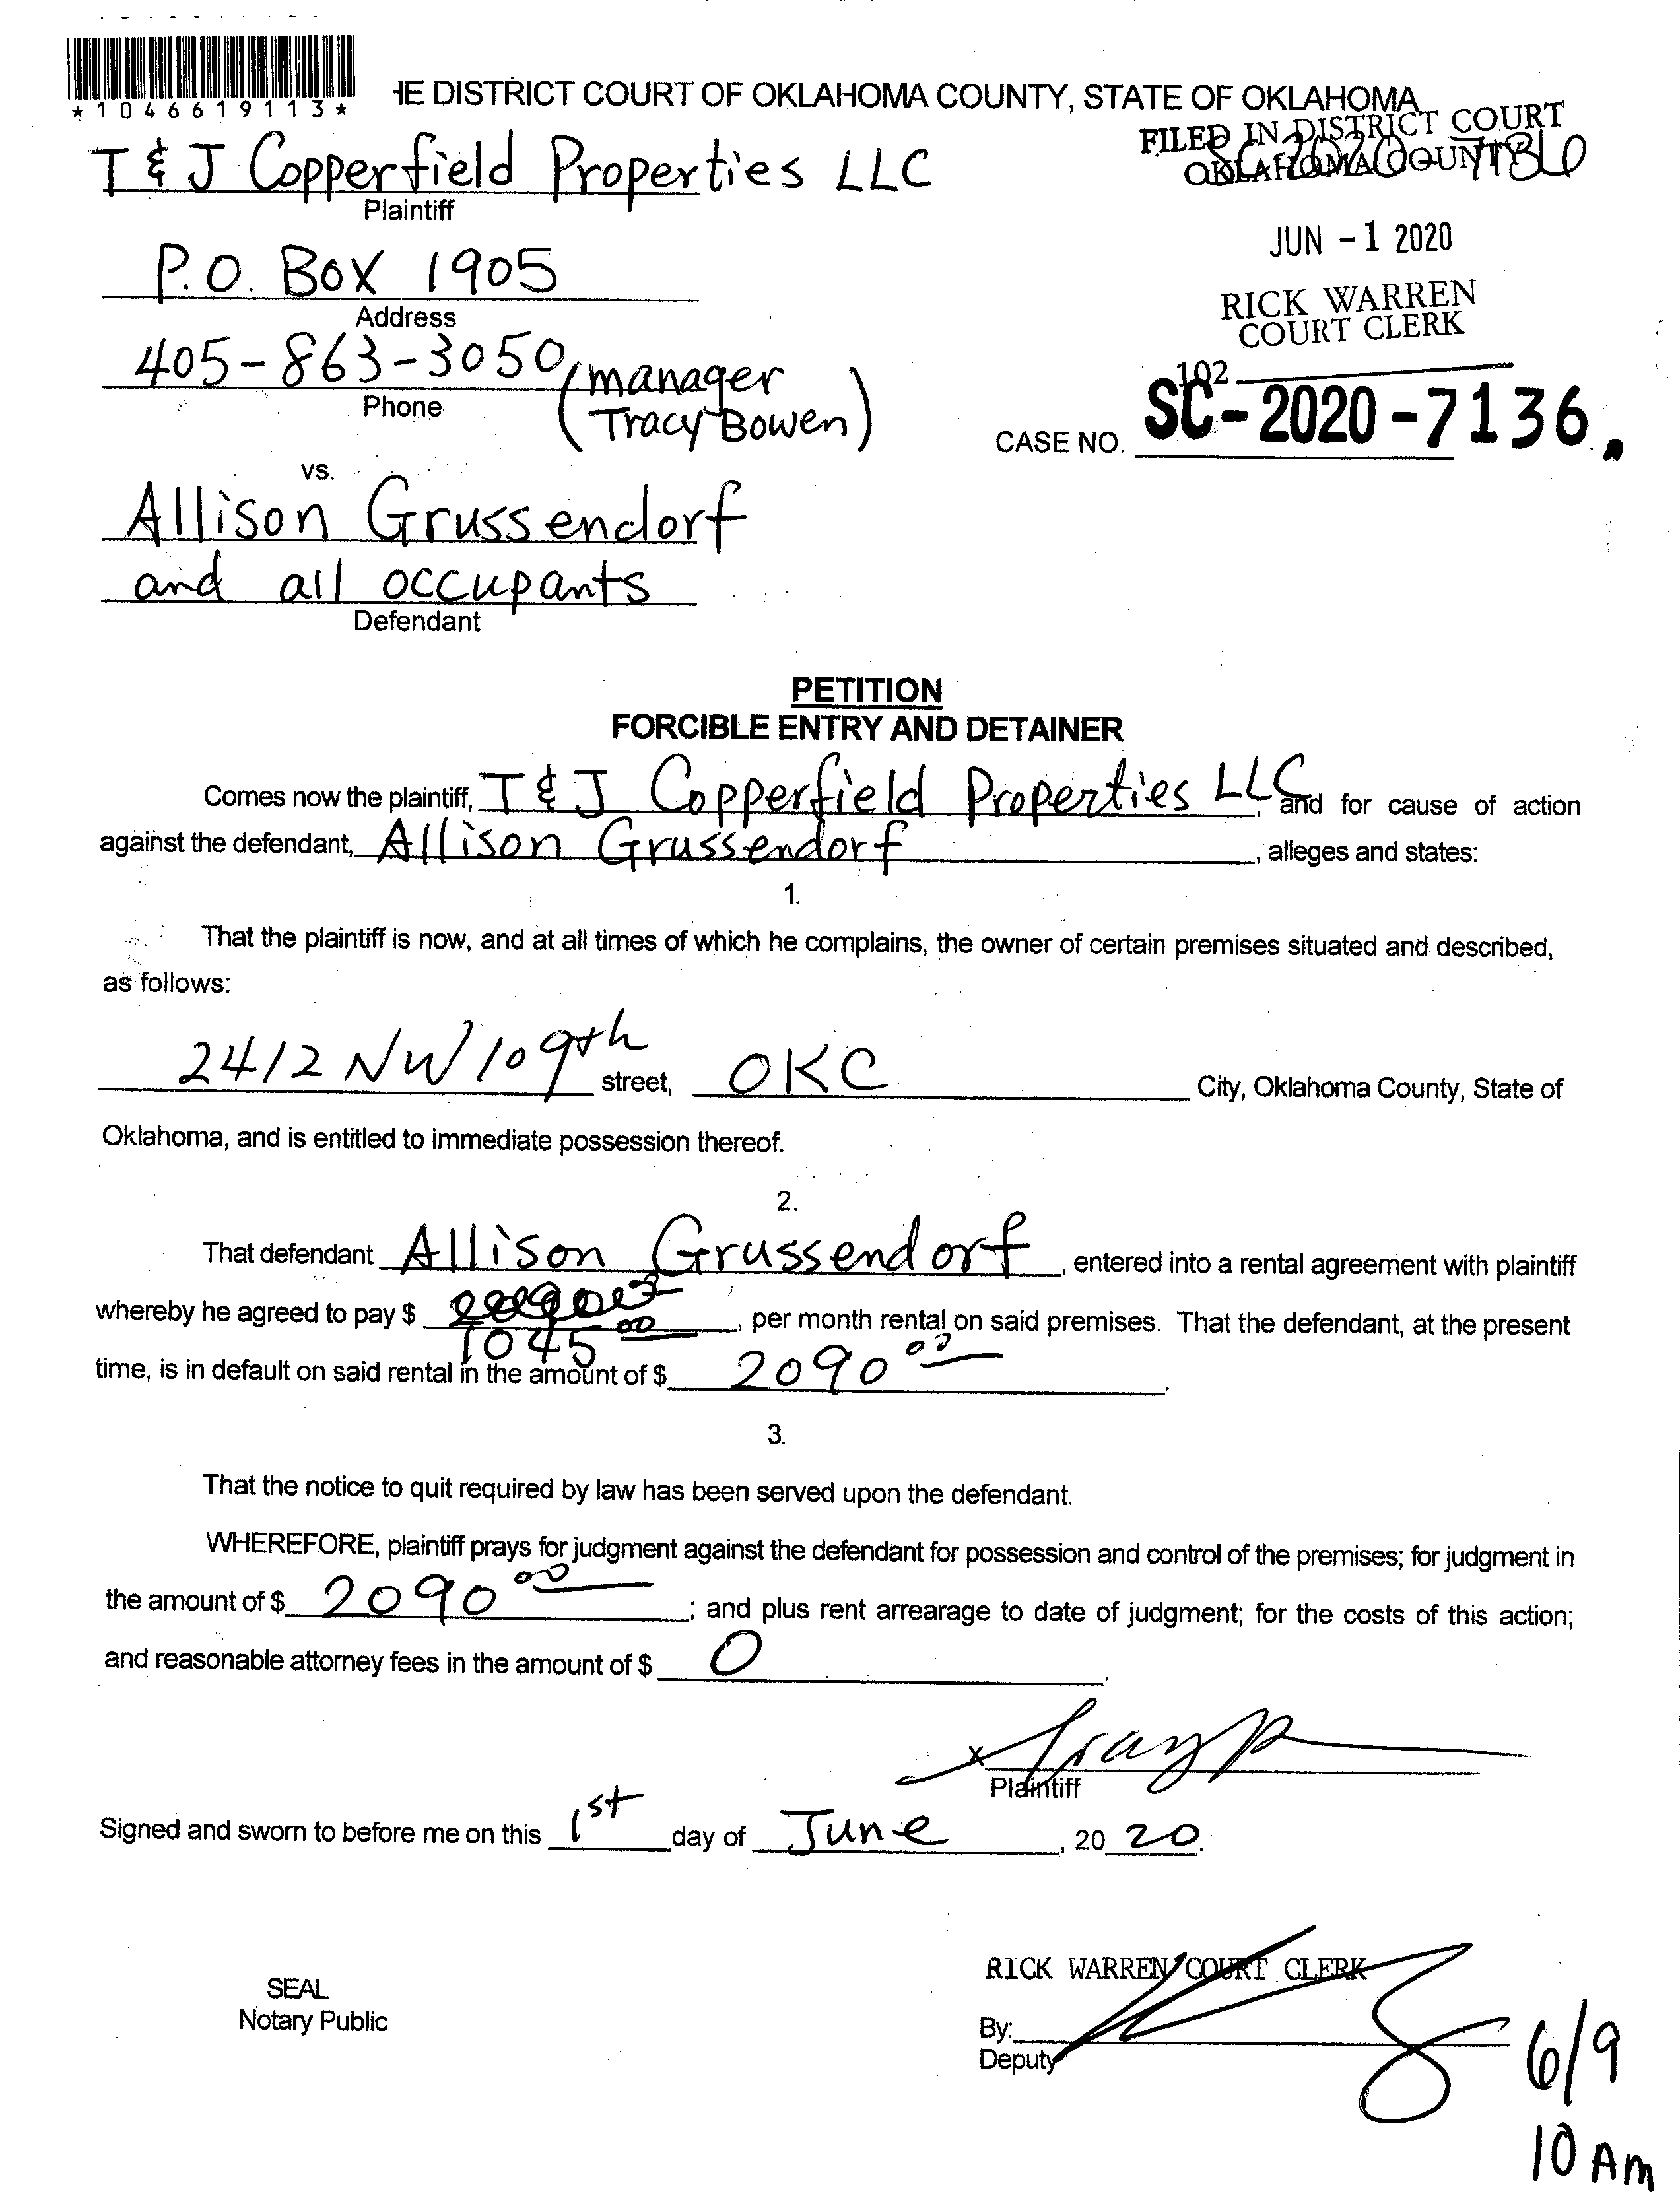 *1046619113*
HE DISTRICT COURT OF OKLAHOMA COUNTY, STATE OF OKLAHOMA
FILED IN DISTRICT COURT
OKLAHOMA COUNTY
SC-2020-7136
T & J Copperfield Properties LLC
Plaintiff
JUN -1 2020
P.O. Box 1905
Address
RICK WARREN
COURT CLERK
405-863-3050 (manager
Tracy Bowen)
Phone
102
CASE NO. SC-2020-7136.
vs.
Allison Grussendorf
and all occupants
Defendant
PETITION
FORCIBLE ENTRY AND DETAINER
Comes now the plaintiff, T & J Copperfield Properties LLC, and for cause of action
against the defendant, Allison Grussendorf, alleges and states:
1.
That the plaintiff is now, and at all times of which he complains, the owner of certain premises situated and described,
as follows:
2412 NW 109th street, OKC City, Oklahoma County, State of
Oklahoma, and is entitled to immediate possession thereof.
2.
That defendant Allison Grussendorf, entered into a rental agreement with plaintiff
whereby he agreed to pay $ 1045 00, per month rental on said premises. That the defendant, at the present
time, is in default on said rental in the amount of $ 2090 00.
3.
That the notice to quit required by law has been served upon the defendant.
WHEREFORE, plaintiff prays for judgment against the defendant for possession and control of the premises; for judgment in
the amount of $ 2090 00; and plus rent arrearage to date of judgment; for the costs of this action;
and reasonable attorney fees in the amount of $ 0.
x
Plaintiff
Signed and sworn to before me on this 1st day of June, 20 20.
SEAL
Notary Public
RICK WARREN COURT CLERK
By:
Deputy
6/9
10 AM